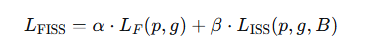 L_FISS = α · L_F(p, g) + β · L_ISS(p, g, B)